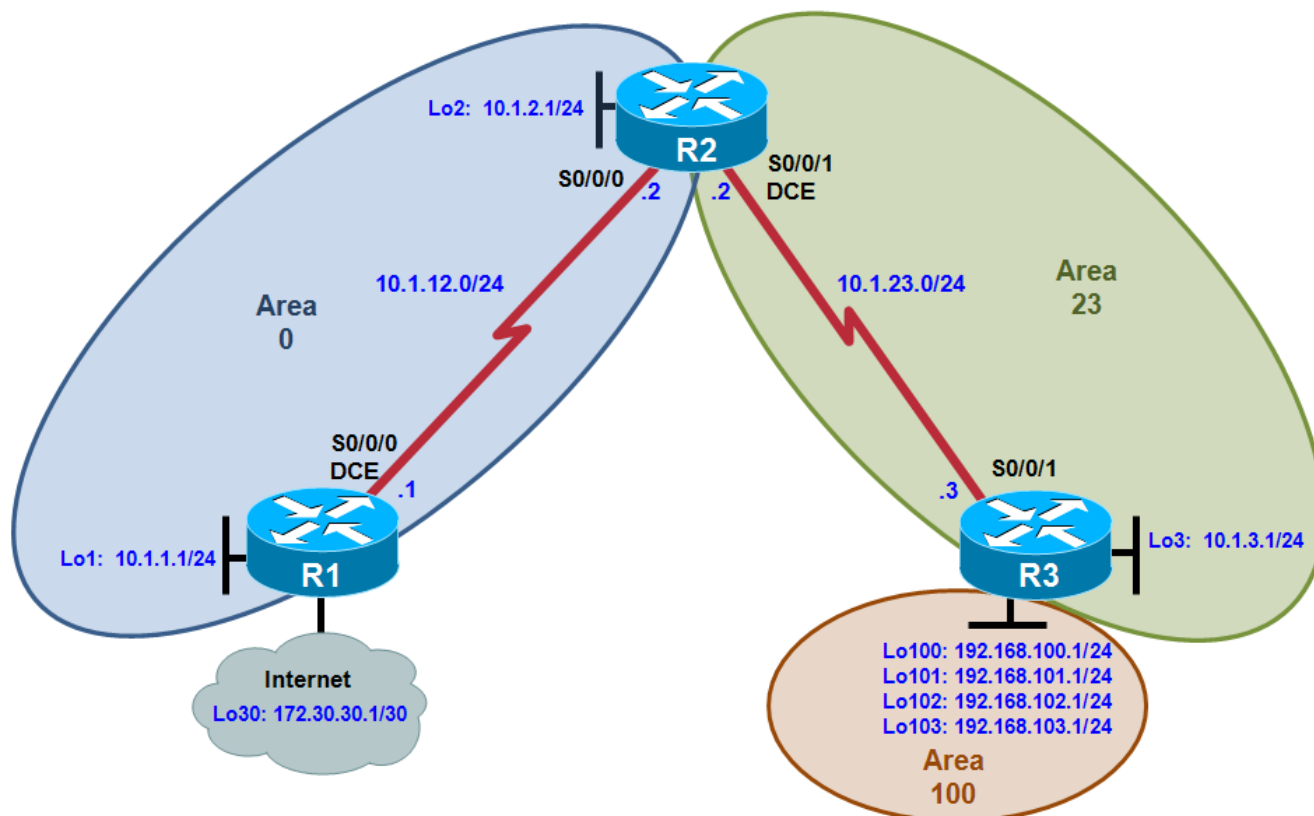 Lo2: 10.1.2.1/24
R2
S0/0/0
.2
.2
S0/0/1
DCE
10.1.12.0/24
10.1.23.0/24
Area
0
Area
23
S0/0/0
DCE
.1
S0/0/1
.3
Lo1: 10.1.1.1/24
R1
R3
Lo3: 10.1.3.1/24
Internet
Lo30: 172.30.30.1/30
Lo100: 192.168.100.1/24
Lo101: 192.168.101.1/24
Lo102: 192.168.102.1/24
Lo103: 192.168.103.1/24
Area
100